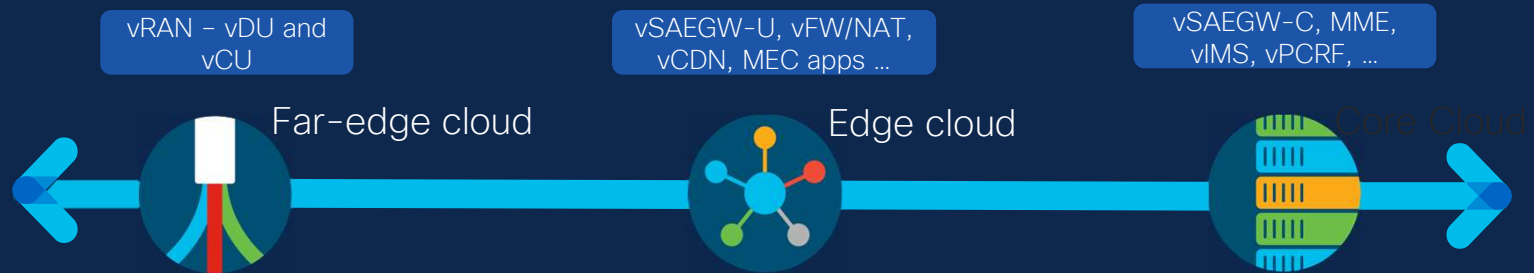 vRAN – vDU and
vCU
vSAEGW-U, vFW/NAT,
vCDN, MEC apps ...
vSAEGW-C, MME,
vIMS, vPCRF, ...
Far-edge cloud
Edge cloud
Core Cloud